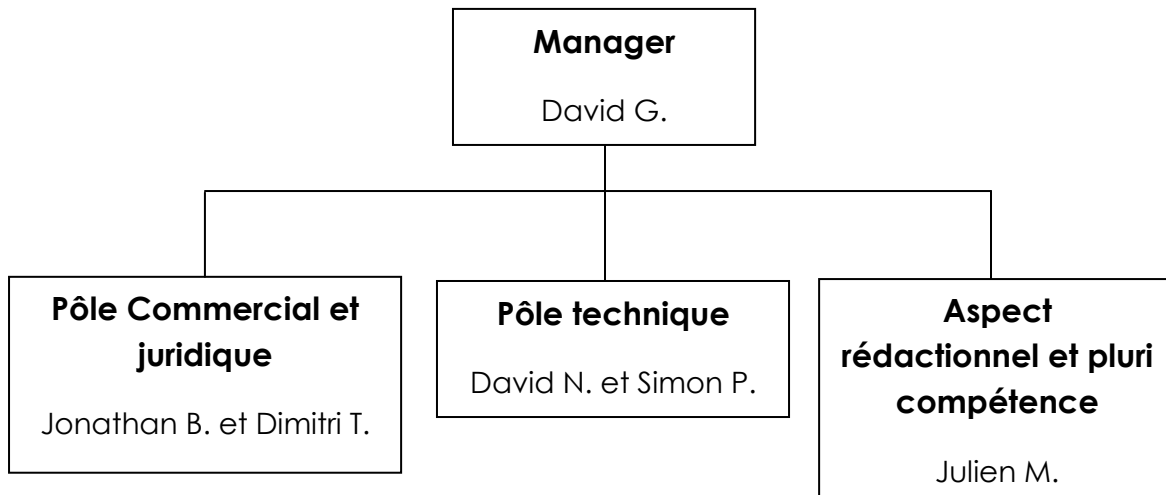 Manager
David G.
Pôle Commercial et
juridique
Jonathan B. et Dimitri T.
Pôle technique
David N. et Simon P.
Aspect
rédactionnel et pluri
compétence
Julien M.